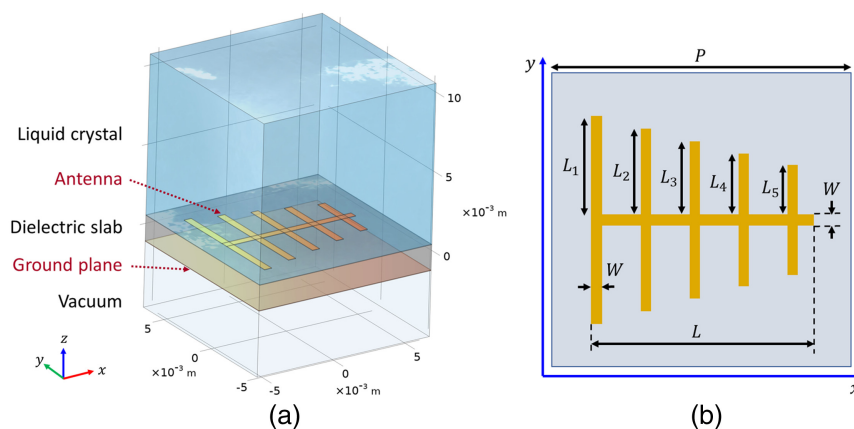 Liquid crystal
Antenna
Dielectric slab
Ground plane
Vacuum
10
5
×10⁻³ m
0
5
0
×10⁻³ m
-5
-5
0
×10⁻³ m
5
z
y
x
(a)
y
P
L₁
L₂
L₃
L₄
L₅
W
W
L
x
(b)